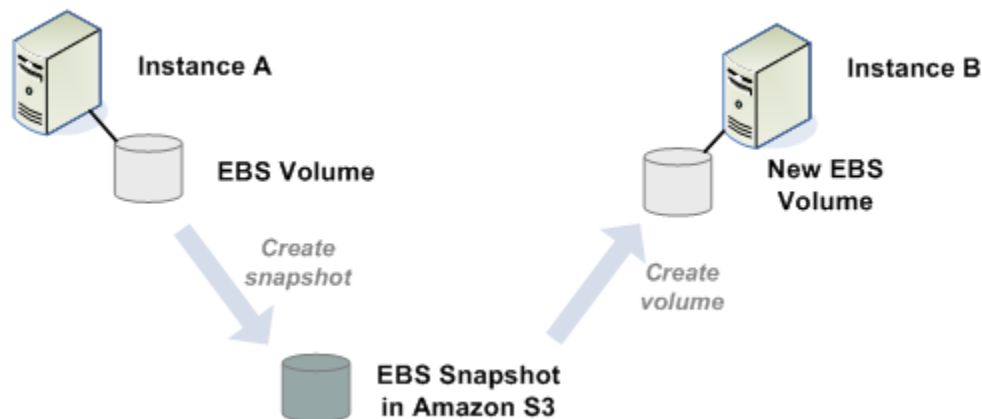 Instance A
Instance B
EBS Volume
New EBS
Volume
Create
snapshot
Create
volume
EBS Snapshot
in Amazon S3